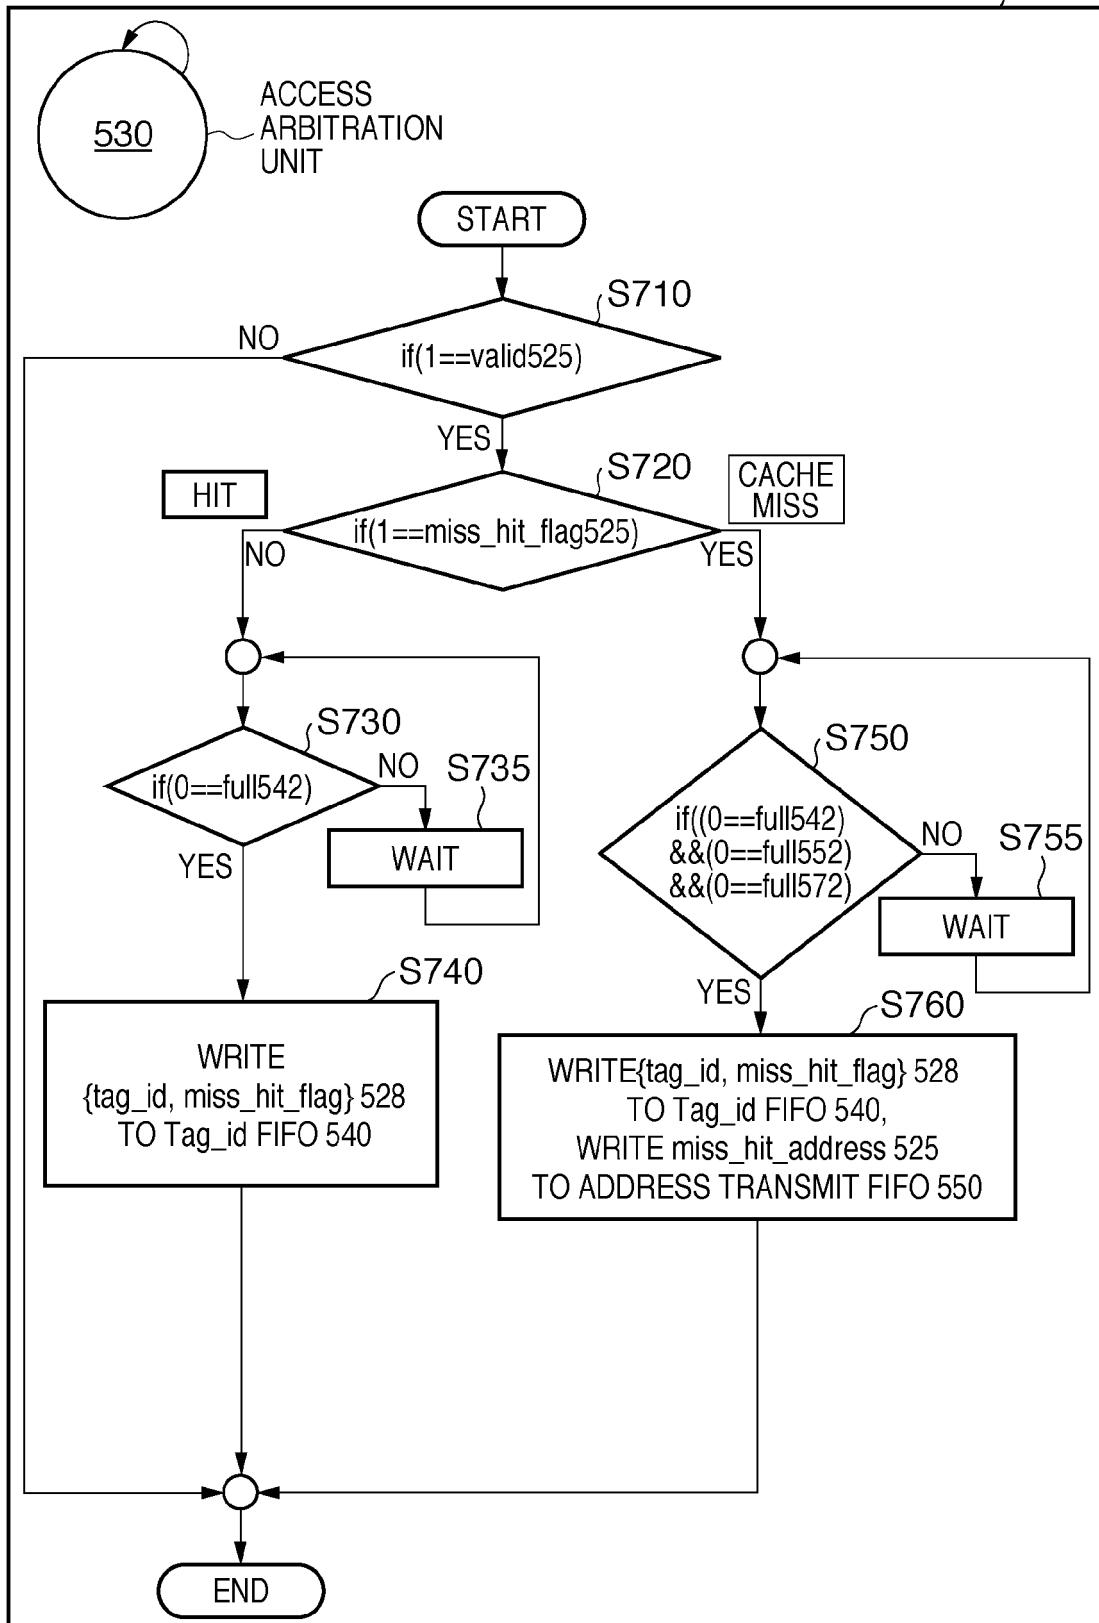 530
ACCESS
ARBITRATION
UNIT
START
S710
NO
if(1==valid525)
YES
S720
HIT
CACHE
MISS
if(1==miss_hit_flag525)
NO
YES
S730
S750
if(0==full542)
NO
S735
WAIT
YES
if((0==full542)
&&(0==full552)
&&(0==full572)
NO
S755
WAIT
YES
S740
S760
WRITE
{tag_id, miss_hit_flag} 528
TO Tag_id FIFO 540
WRITE{tag_id, miss_hit_flag} 528
TO Tag_id FIFO 540,
WRITE miss_hit_address 525
TO ADDRESS TRANSMIT FIFO 550
END